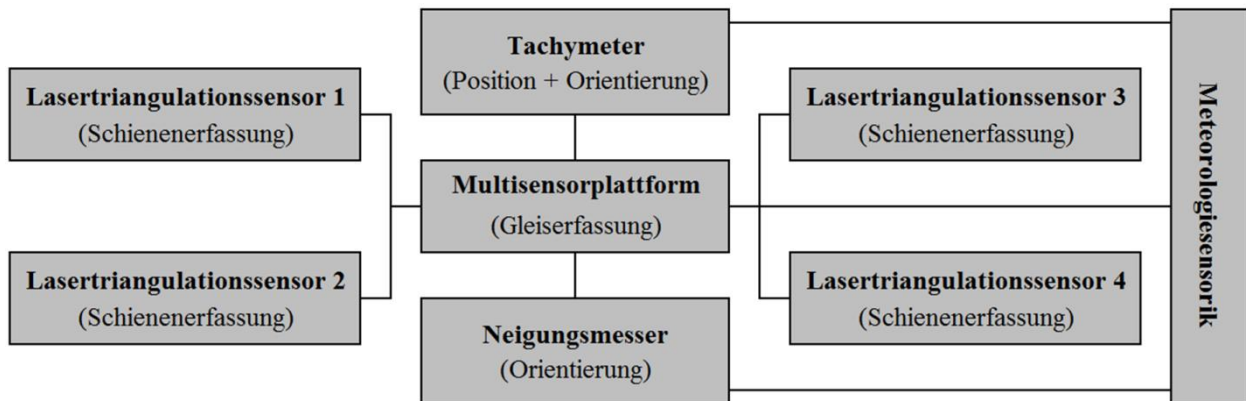 Tachymeter
(Position + Orientierung)
Lasertriangulationssensor 1
(Schienenerfassung)
Lasertriangulationssensor 3
(Schienenerfassung)
Multisensorplattform
(Gleiserfassung)
Lasertriangulationssensor 2
(Schienenerfassung)
Lasertriangulationssensor 4
(Schienenerfassung)
Neigungsmesser
(Orientierung)
Meteorologiesensorik